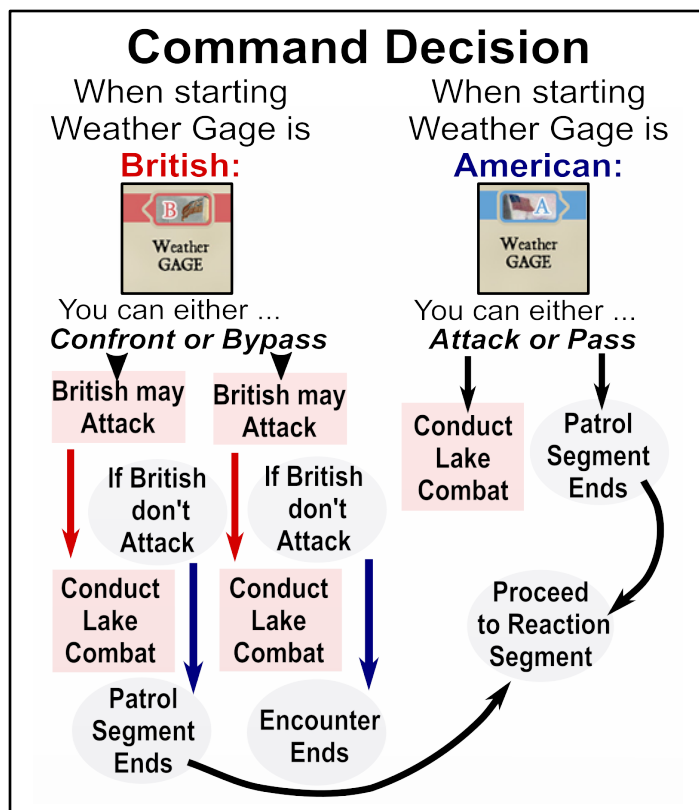 Command Decision
When starting
Weather Gage is
British:
B
Weather
GAGE
You can either ...
Confront or Bypass
British may
Attack
British may
Attack
If British
don't
Attack
If British
don't
Attack
Conduct
Lake
Combat
Conduct
Lake
Combat
Patrol
Segment
Ends
Encounter
Ends
When starting
Weather Gage is
American:
A
Weather
GAGE
You can either ...
Attack or Pass
Conduct
Lake
Combat
Patrol
Segment
Ends
Proceed
to Reaction
Segment